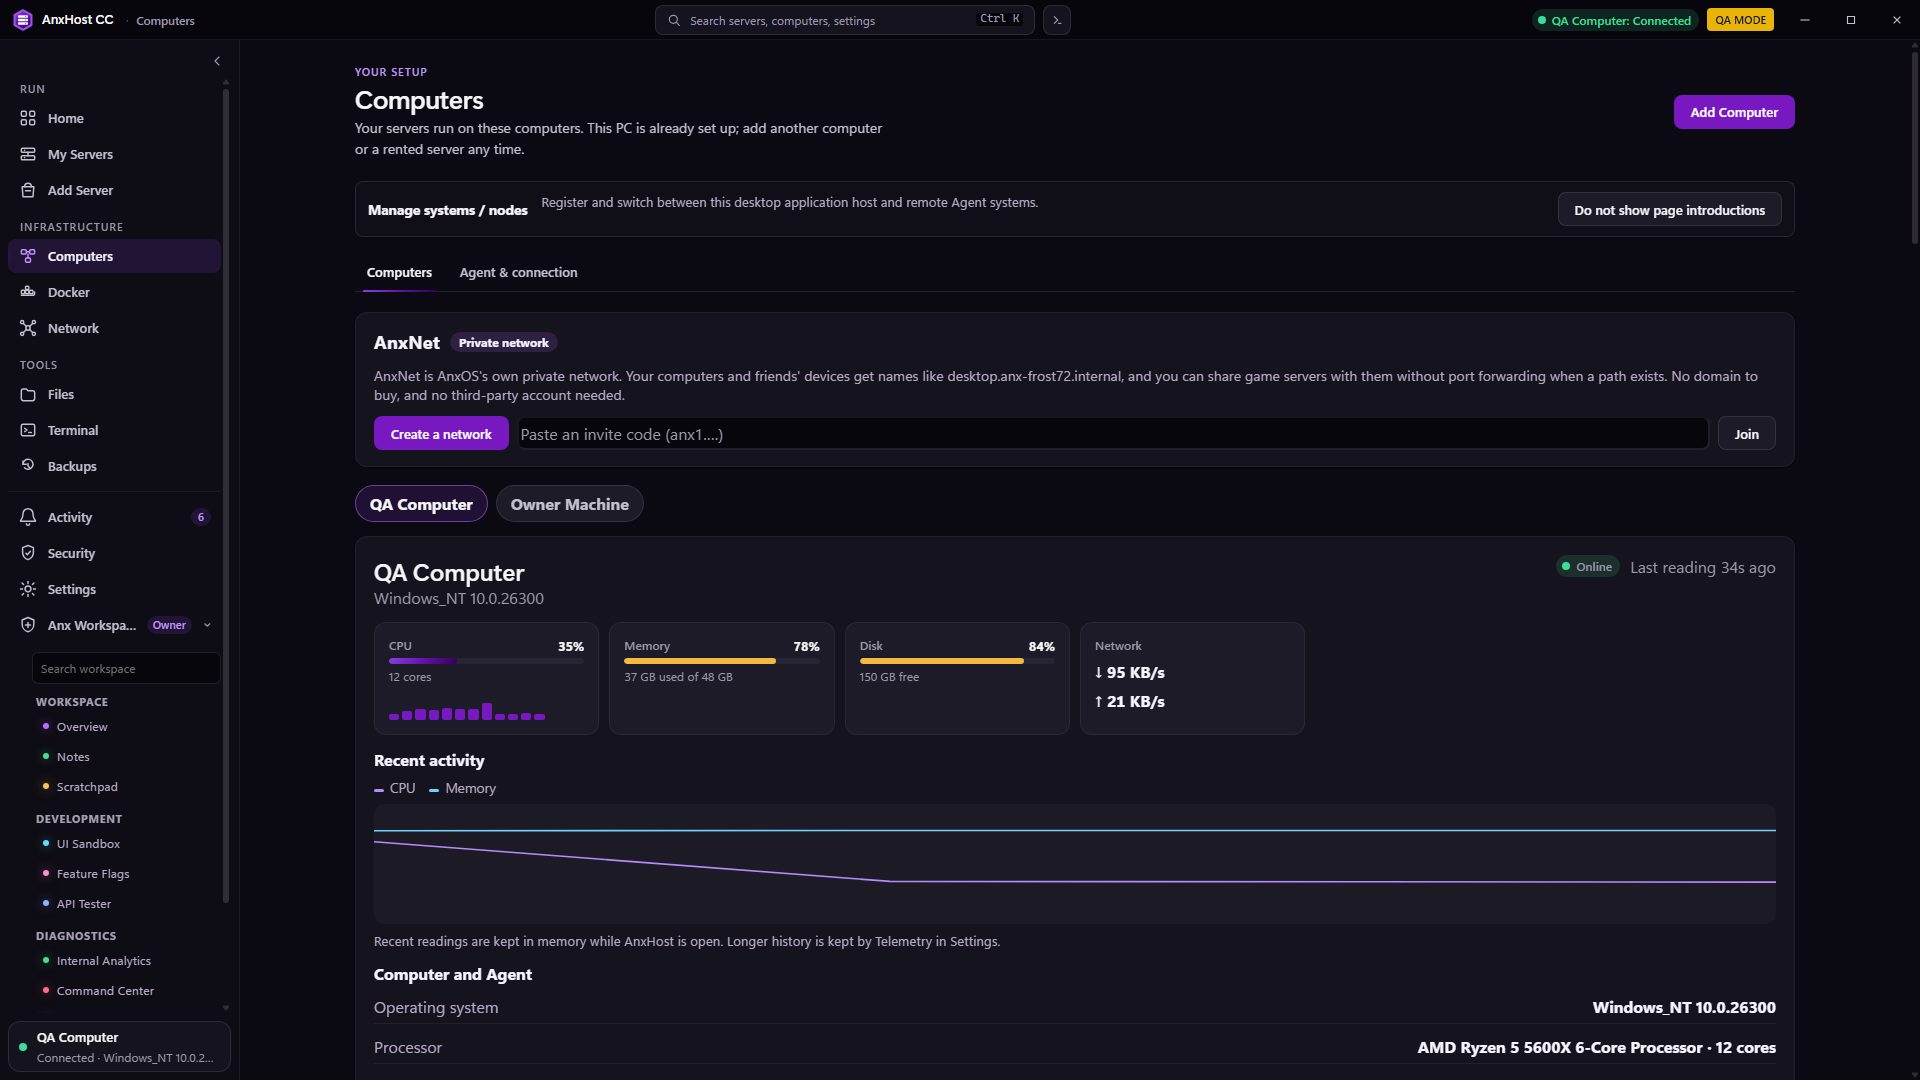 AnxHost CC · Computers
Search servers, computers, settings Ctrl K
QA Computer: Connected
QA MODE
RUN
Home
My Servers
Add Server
INFRASTRUCTURE
Computers
Docker
Network
TOOLS
Files
Terminal
Backups
Activity 6
Security
Settings
Anx Workspa... Owner
Search workspace
WORKSPACE
Overview
Notes
Scratchpad
DEVELOPMENT
UI Sandbox
Feature Flags
API Tester
DIAGNOSTICS
Internal Analytics
Command Center
QA Computer
Connected · Windows_NT 10.0.2...
YOUR SETUP
Computers
Your servers run on these computers. This PC is already set up; add another computer
or a rented server any time.
Add Computer
Manage systems / nodes Register and switch between this desktop application host and remote Agent systems.
Do not show page introductions
Computers Agent & connection
AnxNet Private network
AnxNet is AnxOS's own private network. Your computers and friends' devices get names like desktop.anx-frost72.internal, and you can share game servers with them without port forwarding when a path exists. No domain to
buy, and no third-party account needed.
Create a network Paste an invite code (anx1....) Join
QA Computer Owner Machine
QA Computer
Online Last reading 34s ago
Windows_NT 10.0.26300
CPU 35%
12 cores
Memory 78%
37 GB used of 48 GB
Disk 84%
150 GB free
Network
↓ 95 KB/s
↑ 21 KB/s
Recent activity
CPU Memory
Recent readings are kept in memory while AnxHost is open. Longer history is kept by Telemetry in Settings.
Computer and Agent
Operating system Windows_NT 10.0.26300
Processor AMD Ryzen 5 5600X 6-Core Processor · 12 cores